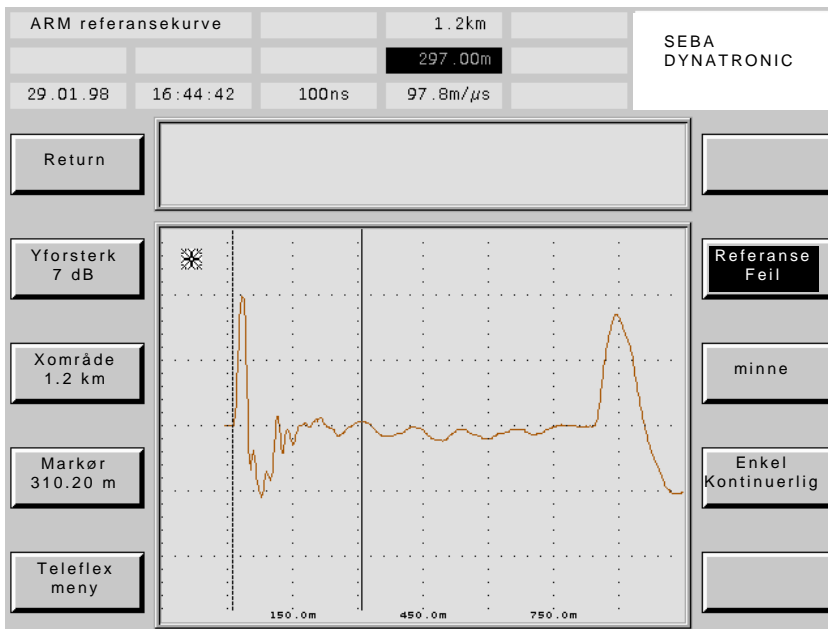 ARM referansekurve
1.2km
297.00m
29.01.98
16:44:42
100ns
97.8m/µs
SEBA
DYNATRONIC
Return
Yforsterk
7 dB
Xområde
1.2 km
Markør
310.20 m
Teleflex
meny
Referanse
Feil
minne
Enkel
Kontinuerlig
150.0m
450.0m
750.0m